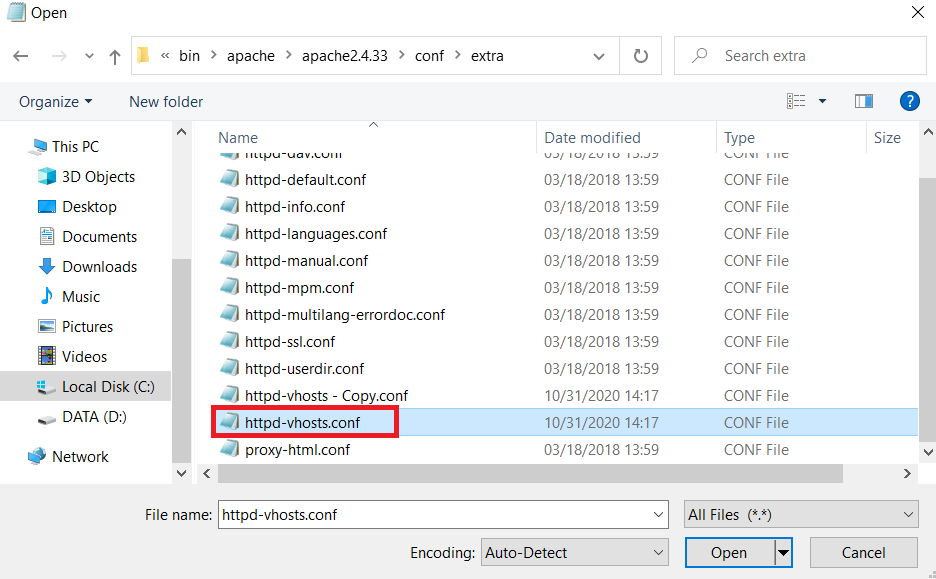 Open
« bin > apache > apache2.4.33 > conf > extra
Search extra
Organize
New folder
?
Name Date modified Type Size
httpd-dav.conf 03/18/2018 13:59 CONF File
httpd-default.conf 03/18/2018 13:59 CONF File
httpd-info.conf 03/18/2018 13:59 CONF File
httpd-languages.conf 03/18/2018 13:59 CONF File
httpd-manual.conf 03/18/2018 13:59 CONF File
httpd-mpm.conf 03/18/2018 13:59 CONF File
httpd-multilang-errordoc.conf 03/18/2018 13:59 CONF File
httpd-ssl.conf 03/18/2018 13:59 CONF File
httpd-userdir.conf 03/18/2018 13:59 CONF File
httpd-vhosts - Copy.conf 10/31/2020 14:17 CONF File
httpd-vhosts.conf 10/31/2020 14:17 CONF File
proxy-html.conf 03/18/2018 13:59 CONF File
This PC
3D Objects
Desktop
Documents
Downloads
Music
Pictures
Videos
Local Disk (C:)
DATA (D:)
Network
File name: httpd-vhosts.conf
All Files (*.*)
Encoding: Auto-Detect
Open
Cancel